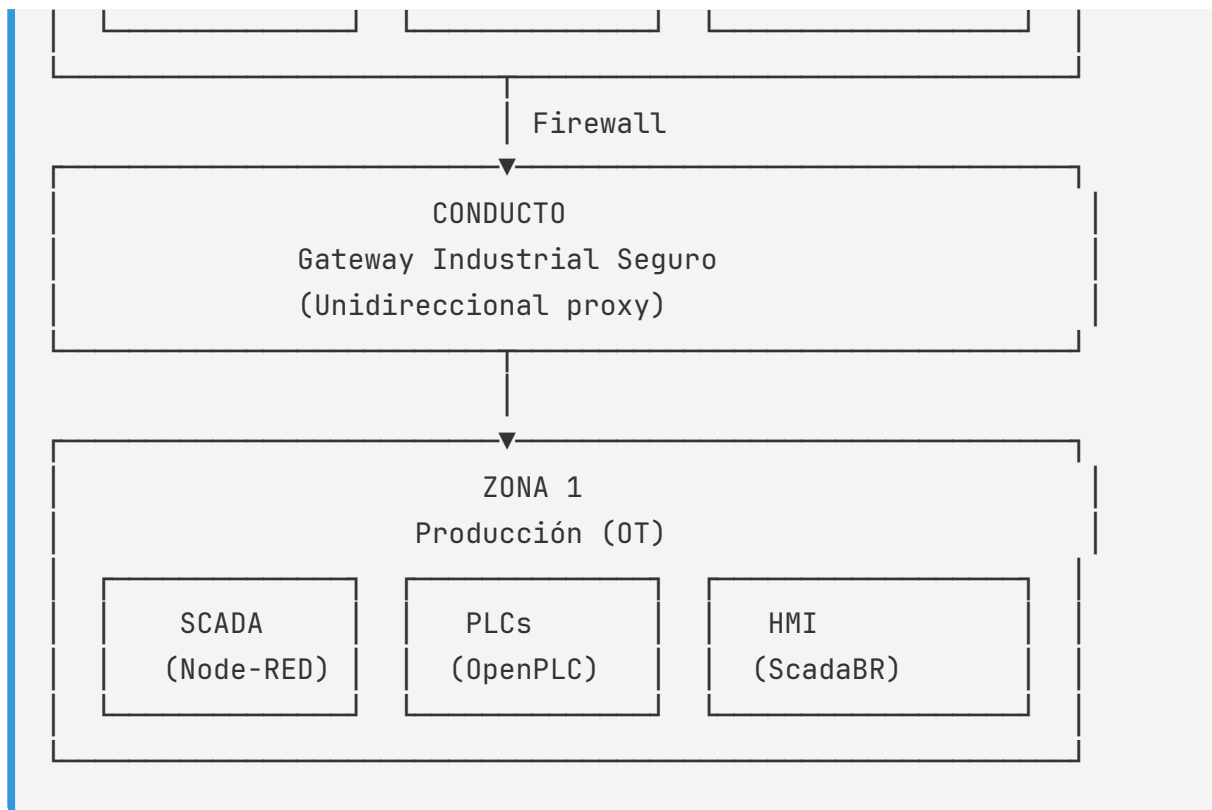 Firewall
CONDUCTO
Gateway Industrial Seguro
(Unidireccional proxy)
ZONA 1
Producción (OT)
SCADA PLCs HMI
(Node-RED) (OpenPLC) (ScadaBR)